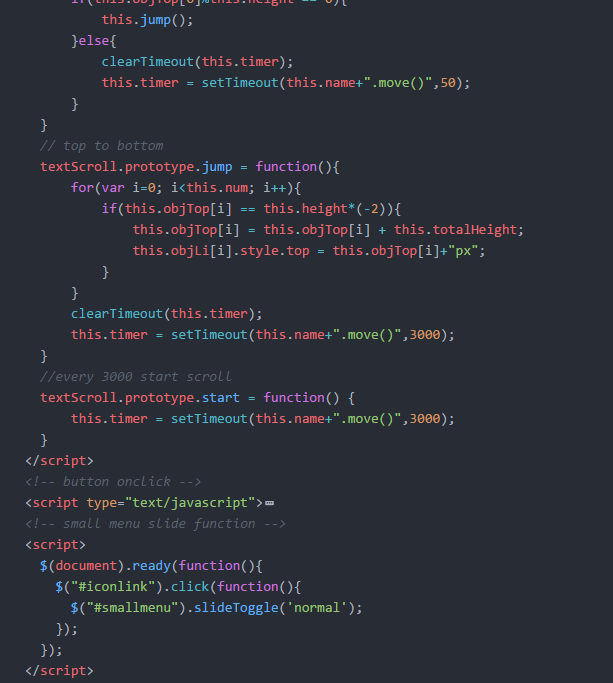 if(this.objTop[0]%this.height == 0){
this.jump();
}else{
clearTimeout(this.timer);
this.timer = setTimeout(this.name+".move()",50);
}
}
// top to bottom
textScroll.prototype.jump = function(){
for(var i=0; i<this.num; i++){
if(this.objTop[i] == this.height*(-2)){
this.objTop[i] = this.objTop[i] + this.totalHeight;
this.objLi[i].style.top = this.objTop[i]+"px";
}
}
clearTimeout(this.timer);
this.timer = setTimeout(this.name+".move()",3000);
}
//every 3000 start scroll
textScroll.prototype.start = function() {
this.timer = setTimeout(this.name+".move()",3000);
}
</script>
<!-- button onclick -->
<script type="text/javascript">
<!-- small menu slide function -->
<script>
$(document).ready(function(){
$("#iconlink").click(function(){
$("#smallmenu").slideToggle('normal');
});
});
</script>